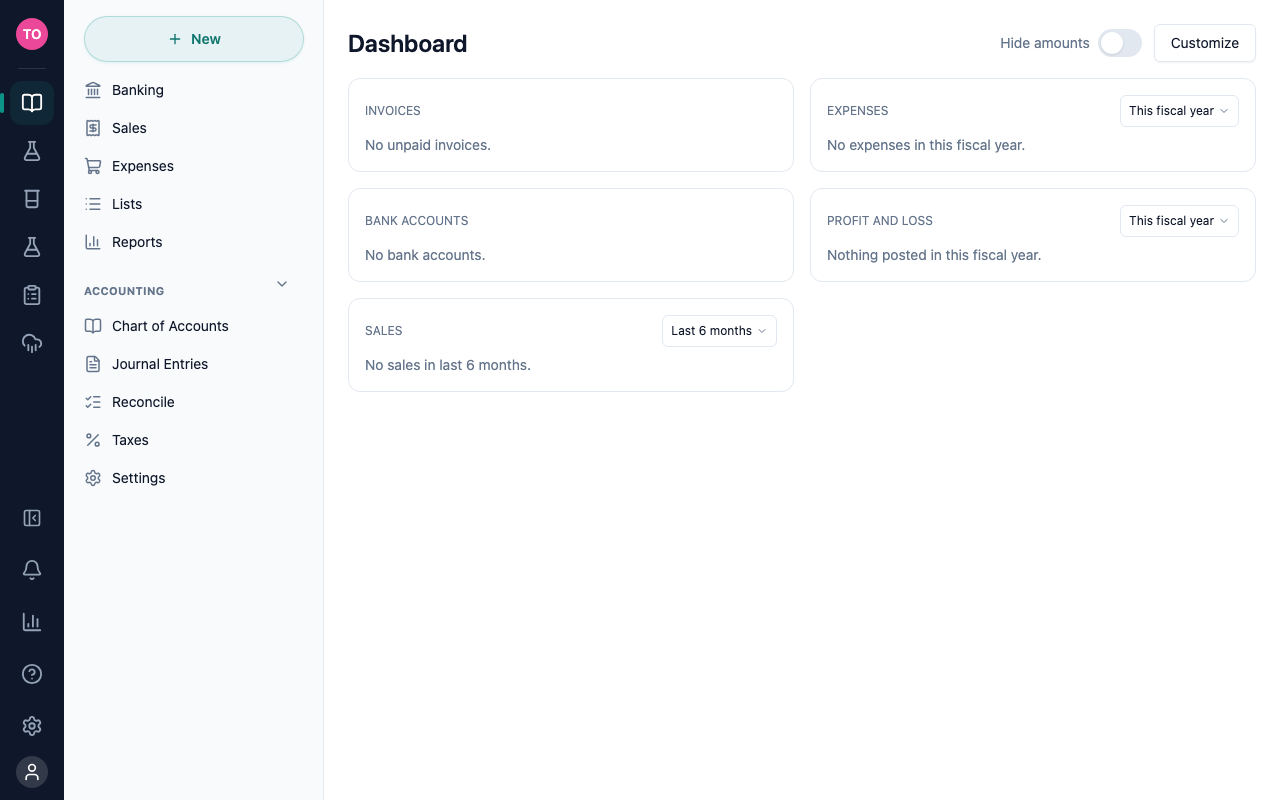 TO
New
Banking
Sales
Expenses
Lists
Reports
ACCOUNTING
Chart of Accounts
Journal Entries
Reconcile
Taxes
Settings
Dashboard
Hide amounts
Customize
INVOICES
No unpaid invoices.
EXPENSES
This fiscal year
No expenses in this fiscal year.
BANK ACCOUNTS
No bank accounts.
PROFIT AND LOSS
This fiscal year
Nothing posted in this fiscal year.
SALES
Last 6 months
No sales in last 6 months.